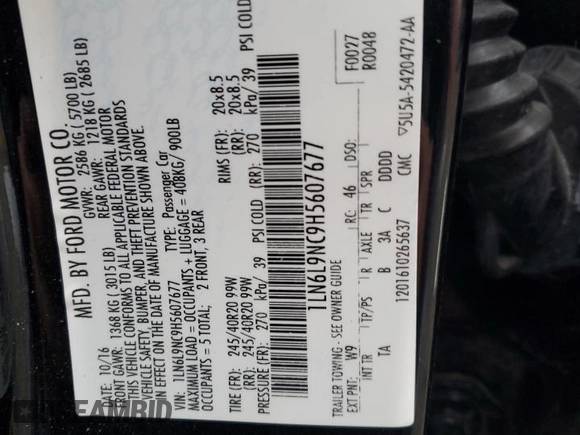 MFD. BY FORD MOTOR CO.
DATE: 10/16 GVWR: 2586 KG (5700 LB)
FRONT GAWR: 1368 KG (3015 LB) REAR GAWR: 1218 KG (2685 LB)
THIS VEHICLE CONFORMS TO ALL APPLICABLE FEDERAL MOTOR
VEHICLE SAFETY, BUMPER, AND THEFT PREVENTION STANDARDS
IN EFFECT ON THE DATE OF MANUFACTURE SHOWN ABOVE.
VIN: 1LN6L9NC9H5607677 TYPE: Passenger Car
MAXIMUM LOAD = OCCUPANTS + LUGGAGE = 408KG/ 900LB
OCCUPANTS = 5 TOTAL; 2 FRONT, 3 REAR
TIRE (FR): 245/40R20 99W RIMS (FR): 20x8.5
(RR): 245/40R20 99W (RR): 20x8.5
PRESSURE (FR): 270 kPa/ 39 PSI COLD (RR): 270 kPa/ 39 PSI COLD
1LN6L9NC9H5607677
F0027
R0048
TRAILER TOWING - SEE OWNER GUIDE
EXT PNT: W9 RC: 46 DSO:
INT TR TP/PS R AXLE TR SPR
TA B 3A C DDDD
1201610265637 CMC ▽5U5A-5420472-AA